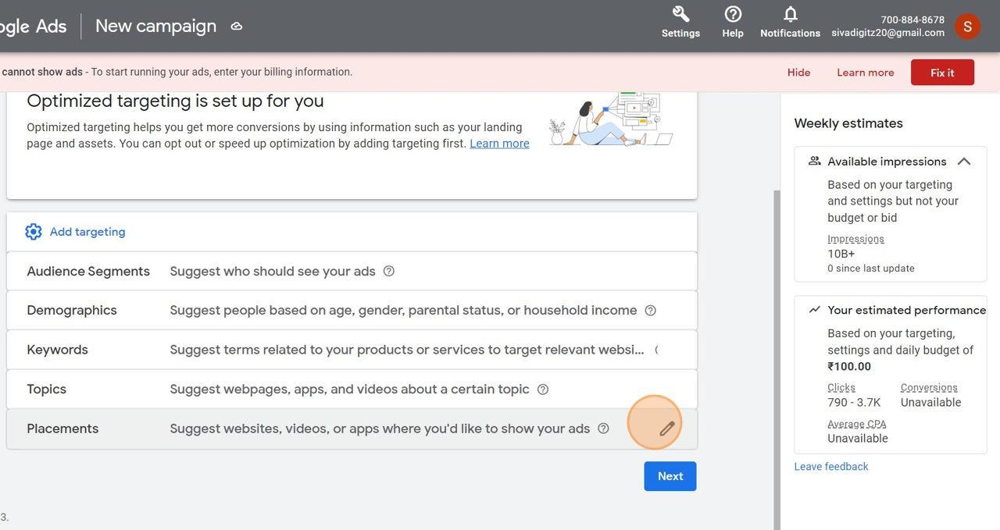 ogle Ads
New campaign
Settings
Help
Notifications
700-884-8678
sivadigitz20@gmail.com
S
cannot show ads - To start running your ads, enter your billing information.
Hide
Learn more
Fix it
Optimized targeting is set up for you
Optimized targeting helps you get more conversions by using information such as your landing
page and assets. You can opt out or speed up optimization by adding targeting first. Learn more
Add targeting
Audience Segments Suggest who should see your ads
Demographics Suggest people based on age, gender, parental status, or household income
Keywords Suggest terms related to your products or services to target relevant websi...
Topics Suggest webpages, apps, and videos about a certain topic
Placements Suggest websites, videos, or apps where you'd like to show your ads
Next
3.
Weekly estimates
Available impressions
Based on your targeting
and settings but not your
budget or bid
Impressions
10B+
0 since last update
Your estimated performance
Based on your targeting,
settings and daily budget of
₹100.00
Clicks Conversions
790 - 3.7K Unavailable
Average CPA
Unavailable
Leave feedback